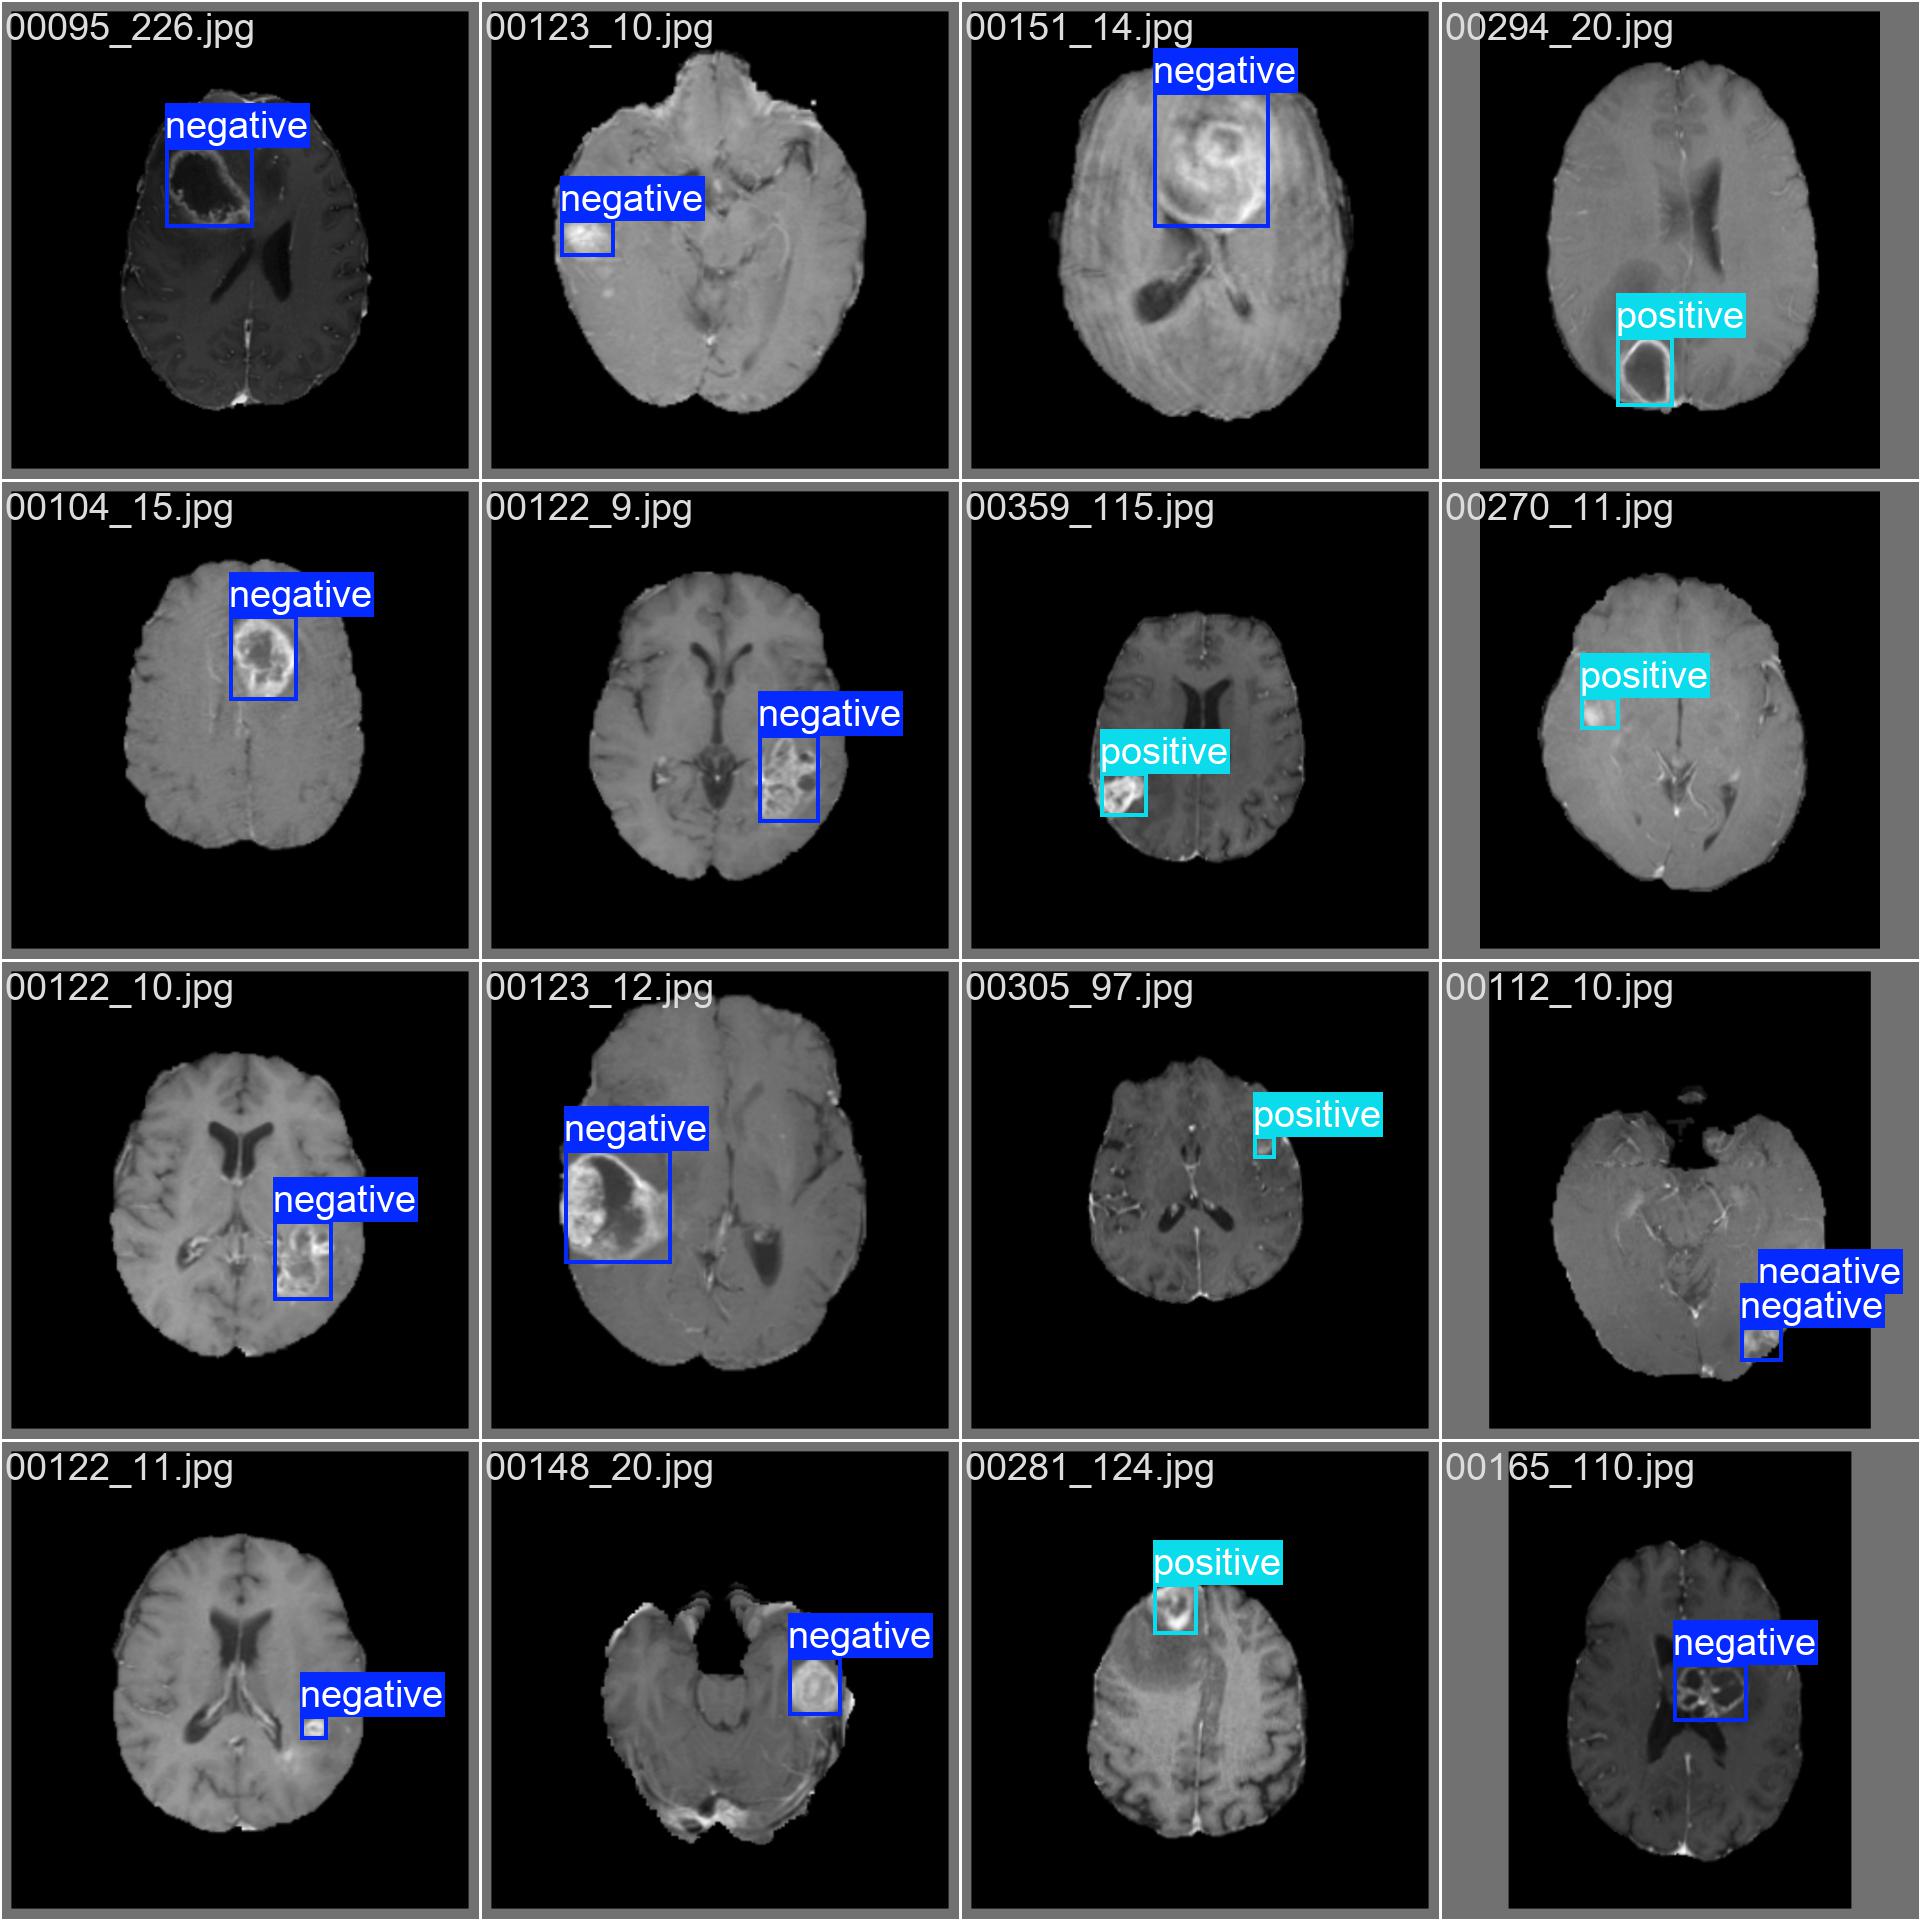 00095_226.jpg
negative
00123_10.jpg
negative
00151_14.jpg
negative
00294_20.jpg
positive
00104_15.jpg
negative
00122_9.jpg
negative
00359_115.jpg
positive
00270_11.jpg
positive
00122_10.jpg
negative
00123_12.jpg
negative
00305_97.jpg
positive
00112_10.jpg
negative
negative
00122_11.jpg
negative
00148_20.jpg
negative
00281_124.jpg
positive
00165_110.jpg
negative